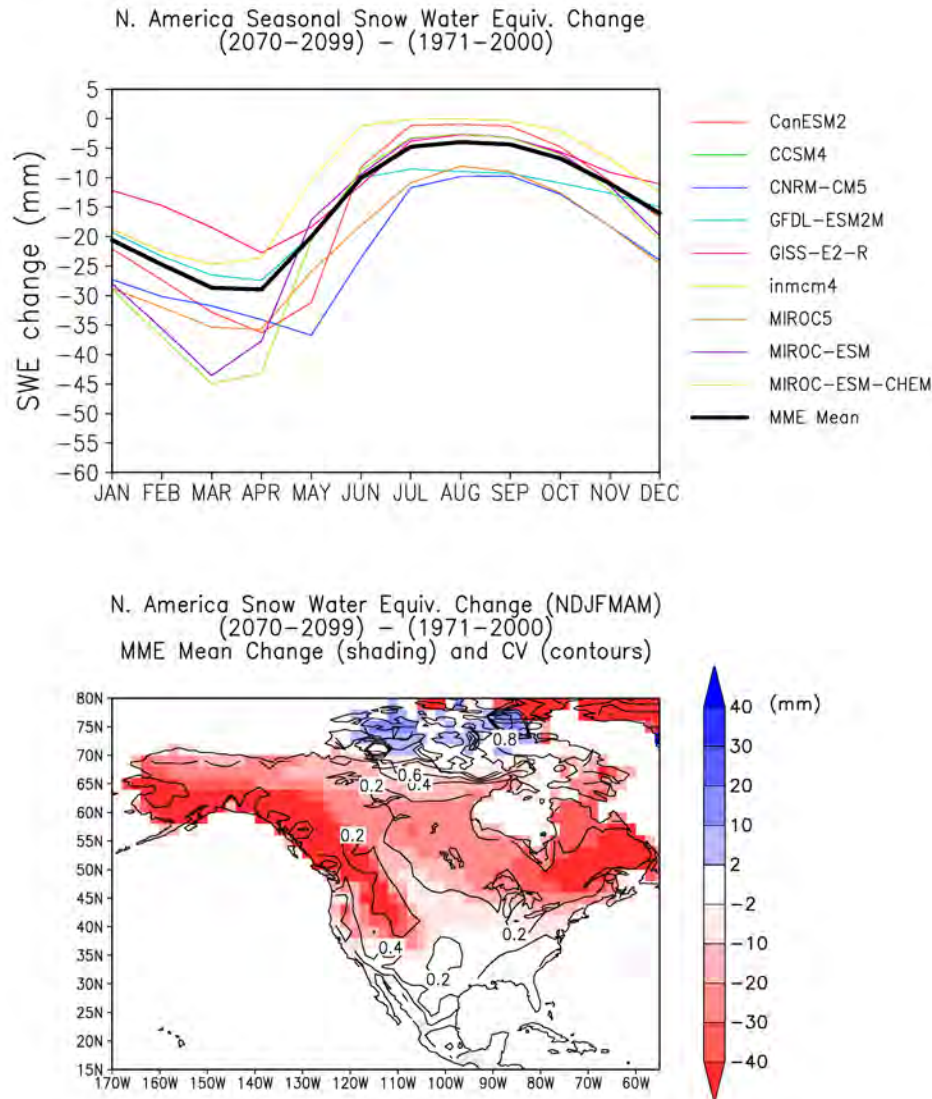 N. America Seasonal Snow Water Equiv. Change
(2070-2099) - (1971-2000)
SWE change (mm)
5
0
-5
-10
-15
-20
-25
-30
-35
-40
-45
-50
-55
-60
JAN FEB MAR APR MAY JUN JUL AUG SEP OCT NOV DEC
CanESM2
CCSM4
CNRM-CM5
GFDL-ESM2M
GISS-E2-R
inmcm4
MIROC5
MIROC-ESM
MIROC-ESM-CHEM
MME Mean
N. America Snow Water Equiv. Change (NDJFMAM)
(2070-2099) - (1971-2000)
MME Mean Change (shading) and CV (contours)
80N
75N
70N
65N
60N
55N
50N
45N
40N
35N
30N
25N
20N
15N
170W 160W 150W 140W 130W 120W 110W 100W 90W 80W 70W 60W
0.8
0.6
0.2 0.4
0.2
0.2
0.4
0.2
40 (mm)
30
20
10
2
-2
-10
-20
-30
-40